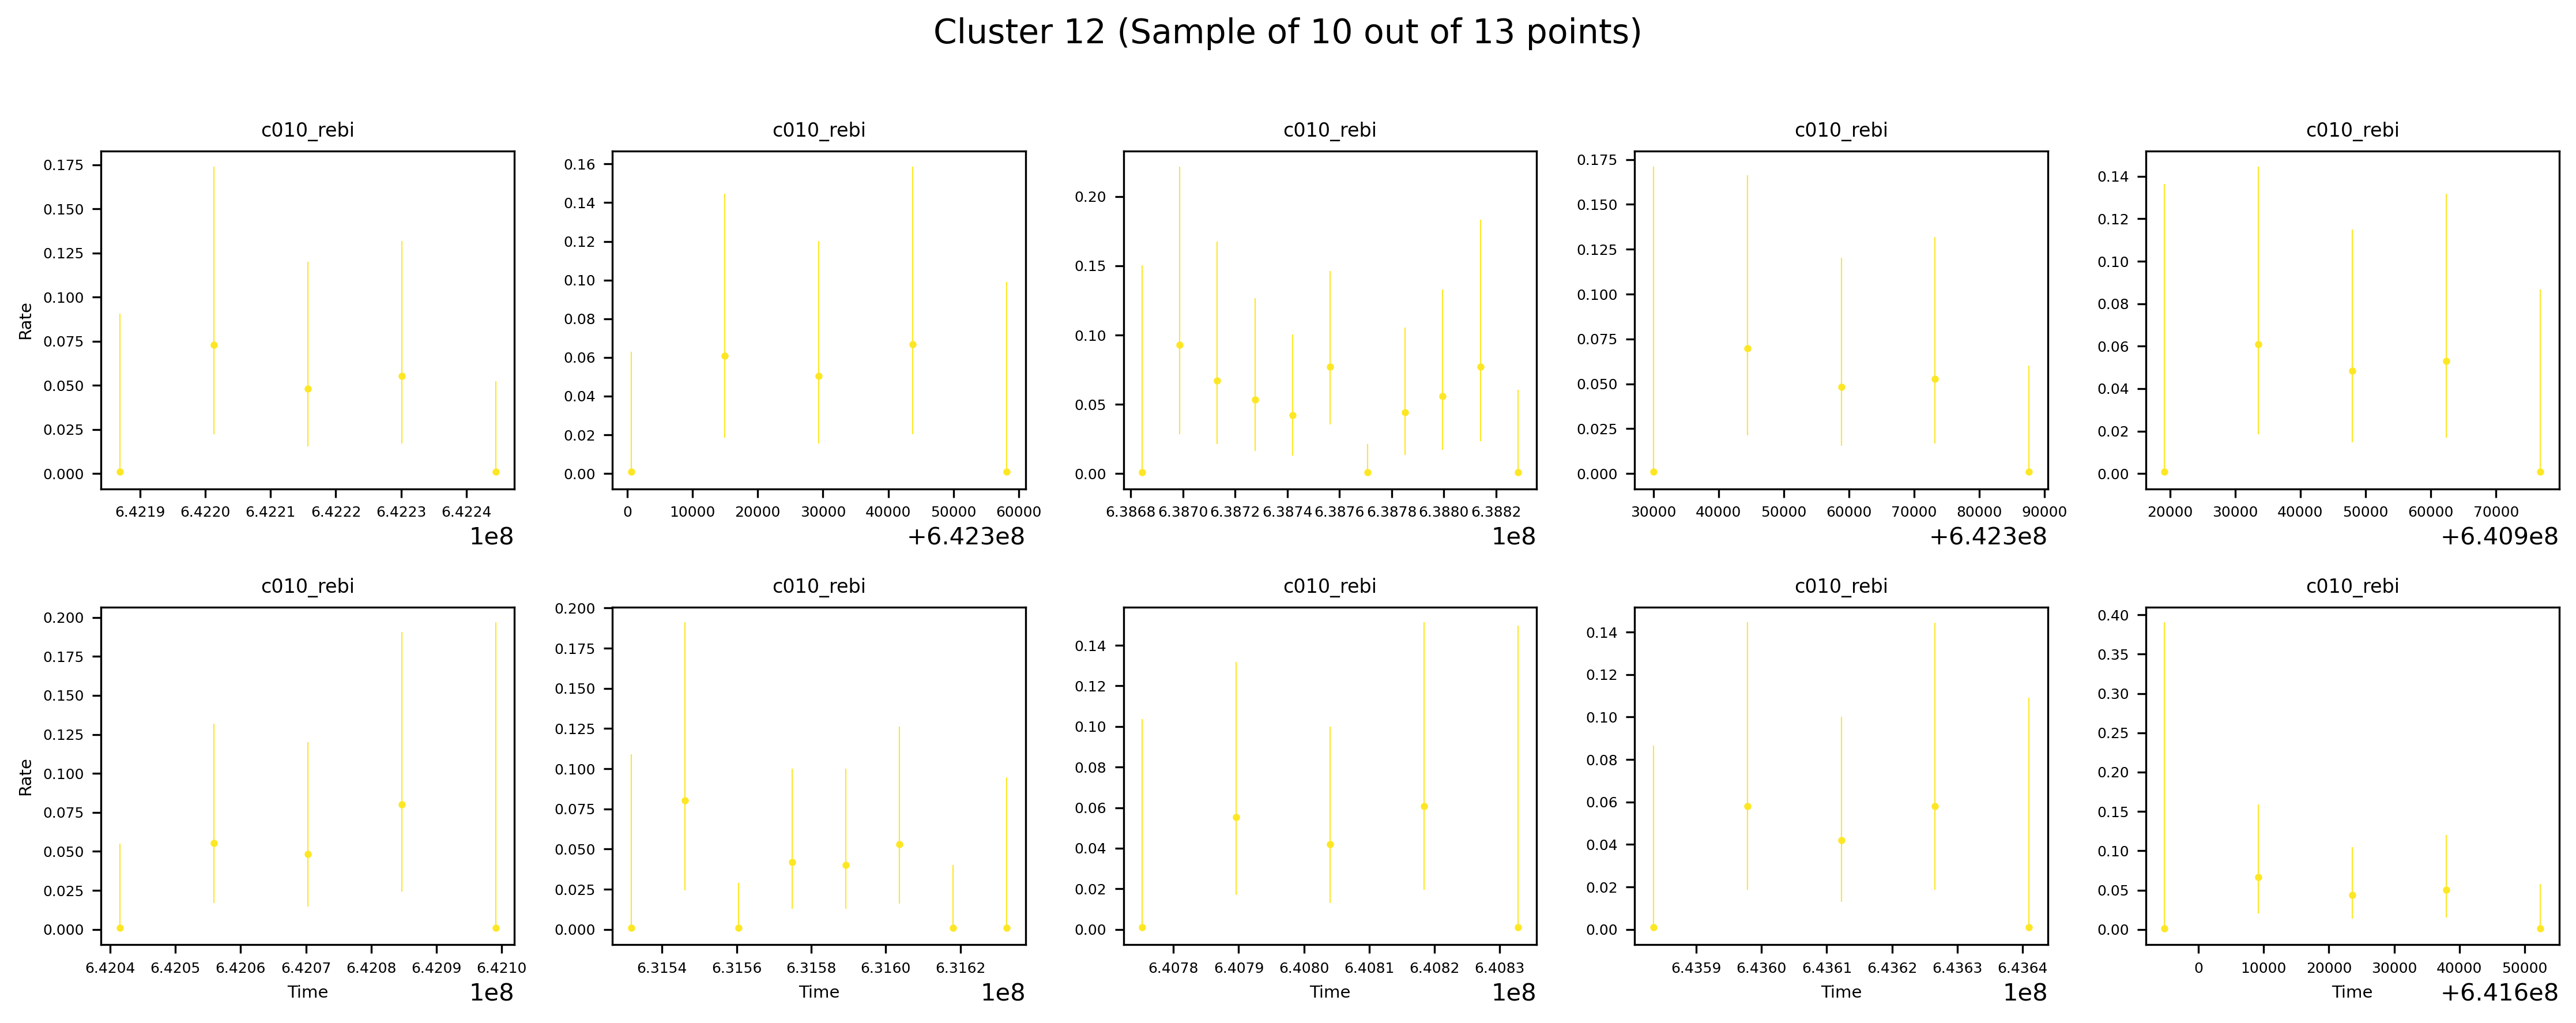 Cluster 12 (Sample of 10 out of 13 points)
c010_rebi c010_rebi c010_rebi c010_rebi c010_rebi
Rate
0.175 0.150 0.125 0.100 0.075 0.050 0.025 0.000
6.4219 6.4220 6.4221 6.4222 6.4223 6.4224
1e8
0.16 0.14 0.12 0.10 0.08 0.06 0.04 0.02 0.00
0 10000 20000 30000 40000 50000 60000
+6.423e8
0.20 0.15 0.10 0.05 0.00
6.3868 6.3870 6.3872 6.3874 6.3876 6.3878 6.3880 6.3882
1e8
0.175 0.150 0.125 0.100 0.075 0.050 0.025 0.000
30000 40000 50000 60000 70000 80000 90000
+6.423e8
0.14 0.12 0.10 0.08 0.06 0.04 0.02 0.00
20000 30000 40000 50000 60000 70000
+6.409e8
c010_rebi c010_rebi c010_rebi c010_rebi c010_rebi
Rate
0.200 0.175 0.150 0.125 0.100 0.075 0.050 0.025 0.000
6.4204 6.4205 6.4206 6.4207 6.4208 6.4209 6.4210
Time 1e8
0.200 0.175 0.150 0.125 0.100 0.075 0.050 0.025 0.000
6.3154 6.3156 6.3158 6.3160 6.3162
Time 1e8
0.14 0.12 0.10 0.08 0.06 0.04 0.02 0.00
6.4078 6.4079 6.4080 6.4081 6.4082 6.4083
Time 1e8
0.14 0.12 0.10 0.08 0.06 0.04 0.02 0.00
6.4359 6.4360 6.4361 6.4362 6.4363 6.4364
Time 1e8
0.40 0.35 0.30 0.25 0.20 0.15 0.10 0.05 0.00
0 10000 20000 30000 40000 50000
Time +6.416e8